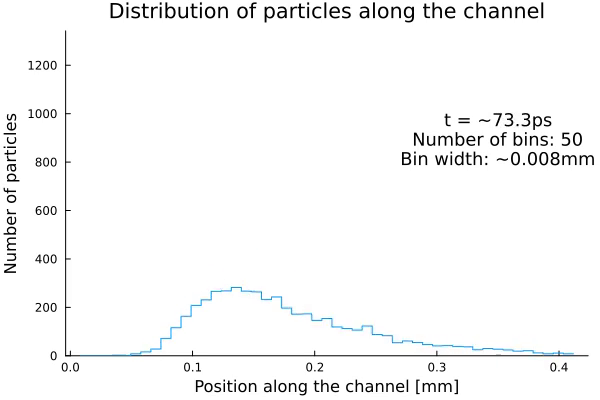 Distribution of particles along the channel
Number of particles
1200
1000
800
600
400
200
0
t = ~73.3ps
Number of bins: 50
Bin width: ~0.008mm
0.0 0.1 0.2 0.3 0.4
Position along the channel [mm]